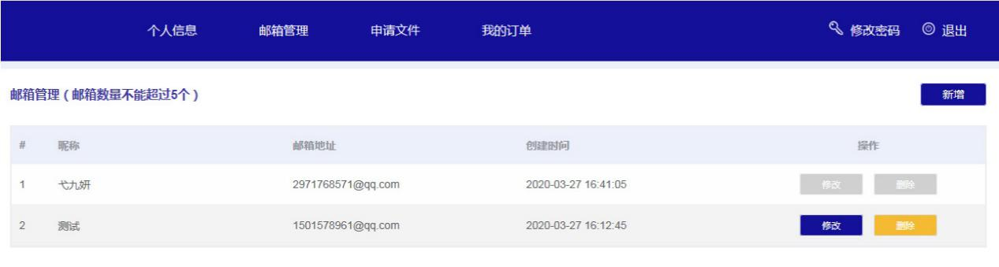 个人信息 邮箱管理 申请文件 我的订单 修改密码 退出
邮箱管理（邮箱数量不能超过5个） 新增
# 昵称 邮箱地址 创建时间 操作
1 弋九妍 2971768571@qq.com 2020-03-27 16:41:05 修改 删除
2 测试 1501578961@qq.com 2020-03-27 16:12:45 修改 删除